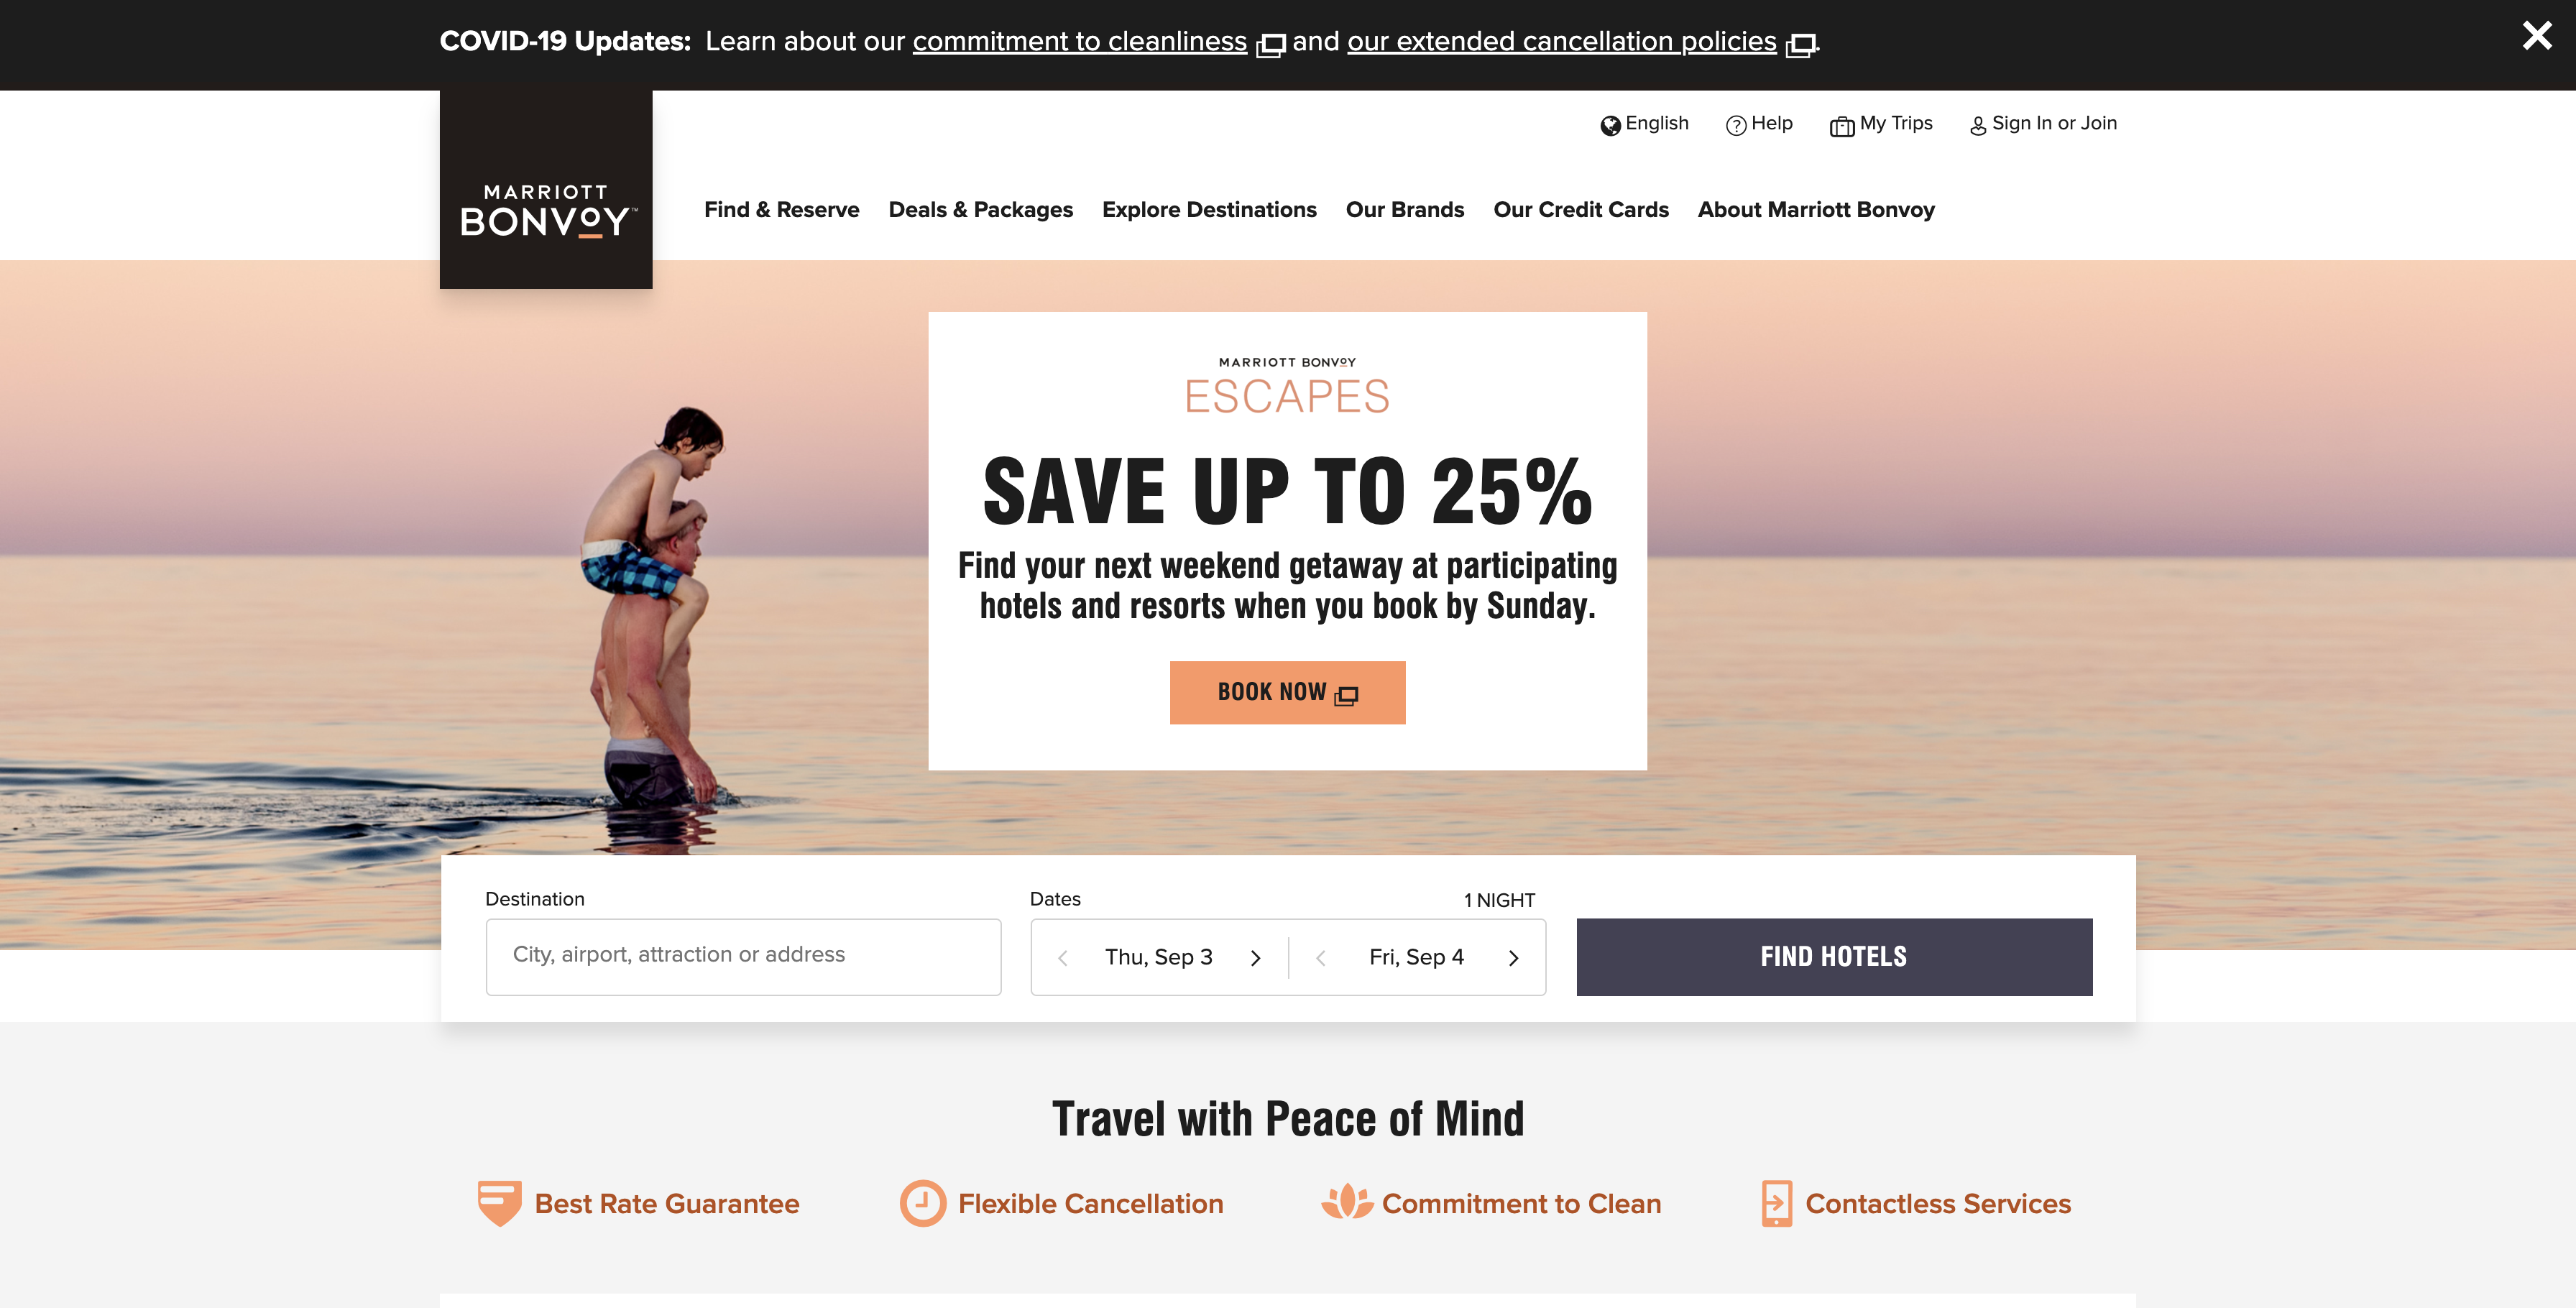 COVID-19 Updates: Learn about our commitment to cleanliness and our extended cancellation policies.
English Help My Trips Sign In or Join
MARRIOTT
BONVOY™
Find & Reserve Deals & Packages Explore Destinations Our Brands Our Credit Cards About Marriott Bonvoy
MARRIOTT BONVOY
ESCAPES
SAVE UP TO 25%
Find your next weekend getaway at participating
hotels and resorts when you book by Sunday.
BOOK NOW
Destination
Dates
1 NIGHT
City, airport, attraction or address
Thu, Sep 3
Fri, Sep 4
FIND HOTELS
Travel with Peace of Mind
Best Rate Guarantee
Flexible Cancellation
Commitment to Clean
Contactless Services